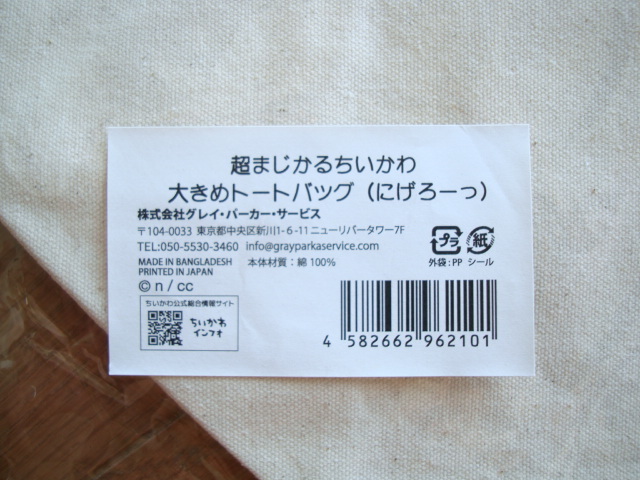 超まじかるちいかわ
大きめトートバッグ（にげろーっ）
株式会社グレイ・パーカー・サービス
〒104-0033 東京都中央区新川1-6-11ニューリバータワー7F
TEL:050-5530-3460 info@grayparkaservice.com
MADE IN BANGLADESH 本体材質：綿 100%
PRINTED IN JAPAN
© n / cc
プラ 紙
外袋：PP シール
ちいかわ公式総合情報サイト
ちいかわ
インフォ
4 582662 962101